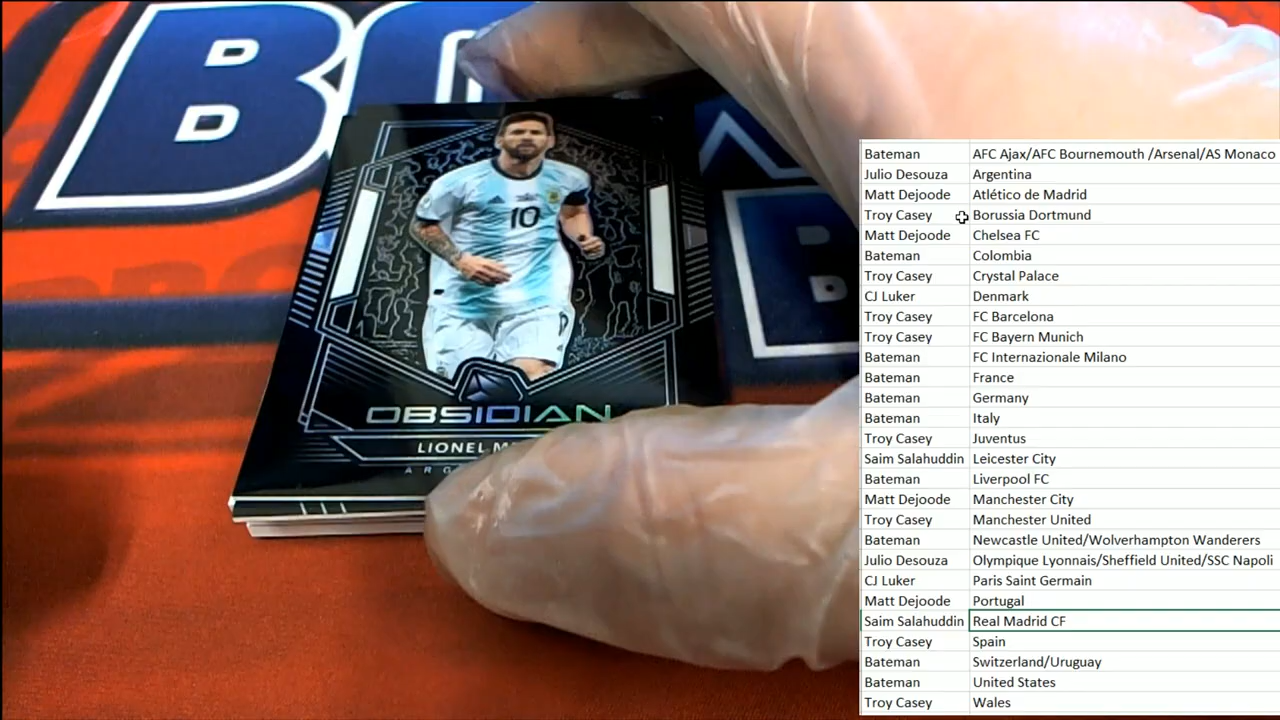 B
10
OBSIDIAN
LIONEL
Bateman AFC Ajax/AFC Bournemouth /Arsenal/AS Monaco
Julio Desouza Argentina
Matt Dejoode Atlético de Madrid
Troy Casey Borussia Dortmund
Matt Dejoode Chelsea FC
Bateman Colombia
Troy Casey Crystal Palace
CJ Luker Denmark
Troy Casey FC Barcelona
Troy Casey FC Bayern Munich
Bateman FC Internazionale Milano
Bateman France
Bateman Germany
Bateman Italy
Troy Casey Juventus
Saim Salahuddin Leicester City
Bateman Liverpool FC
Matt Dejoode Manchester City
Troy Casey Manchester United
Bateman Newcastle United/Wolverhampton Wanderers
Julio Desouza Olympique Lyonnais/Sheffield United/SSC Napoli
CJ Luker Paris Saint Germain
Matt Dejoode Portugal
Saim Salahuddin Real Madrid CF
Troy Casey Spain
Bateman Switzerland/Uruguay
Bateman United States
Troy Casey Wales